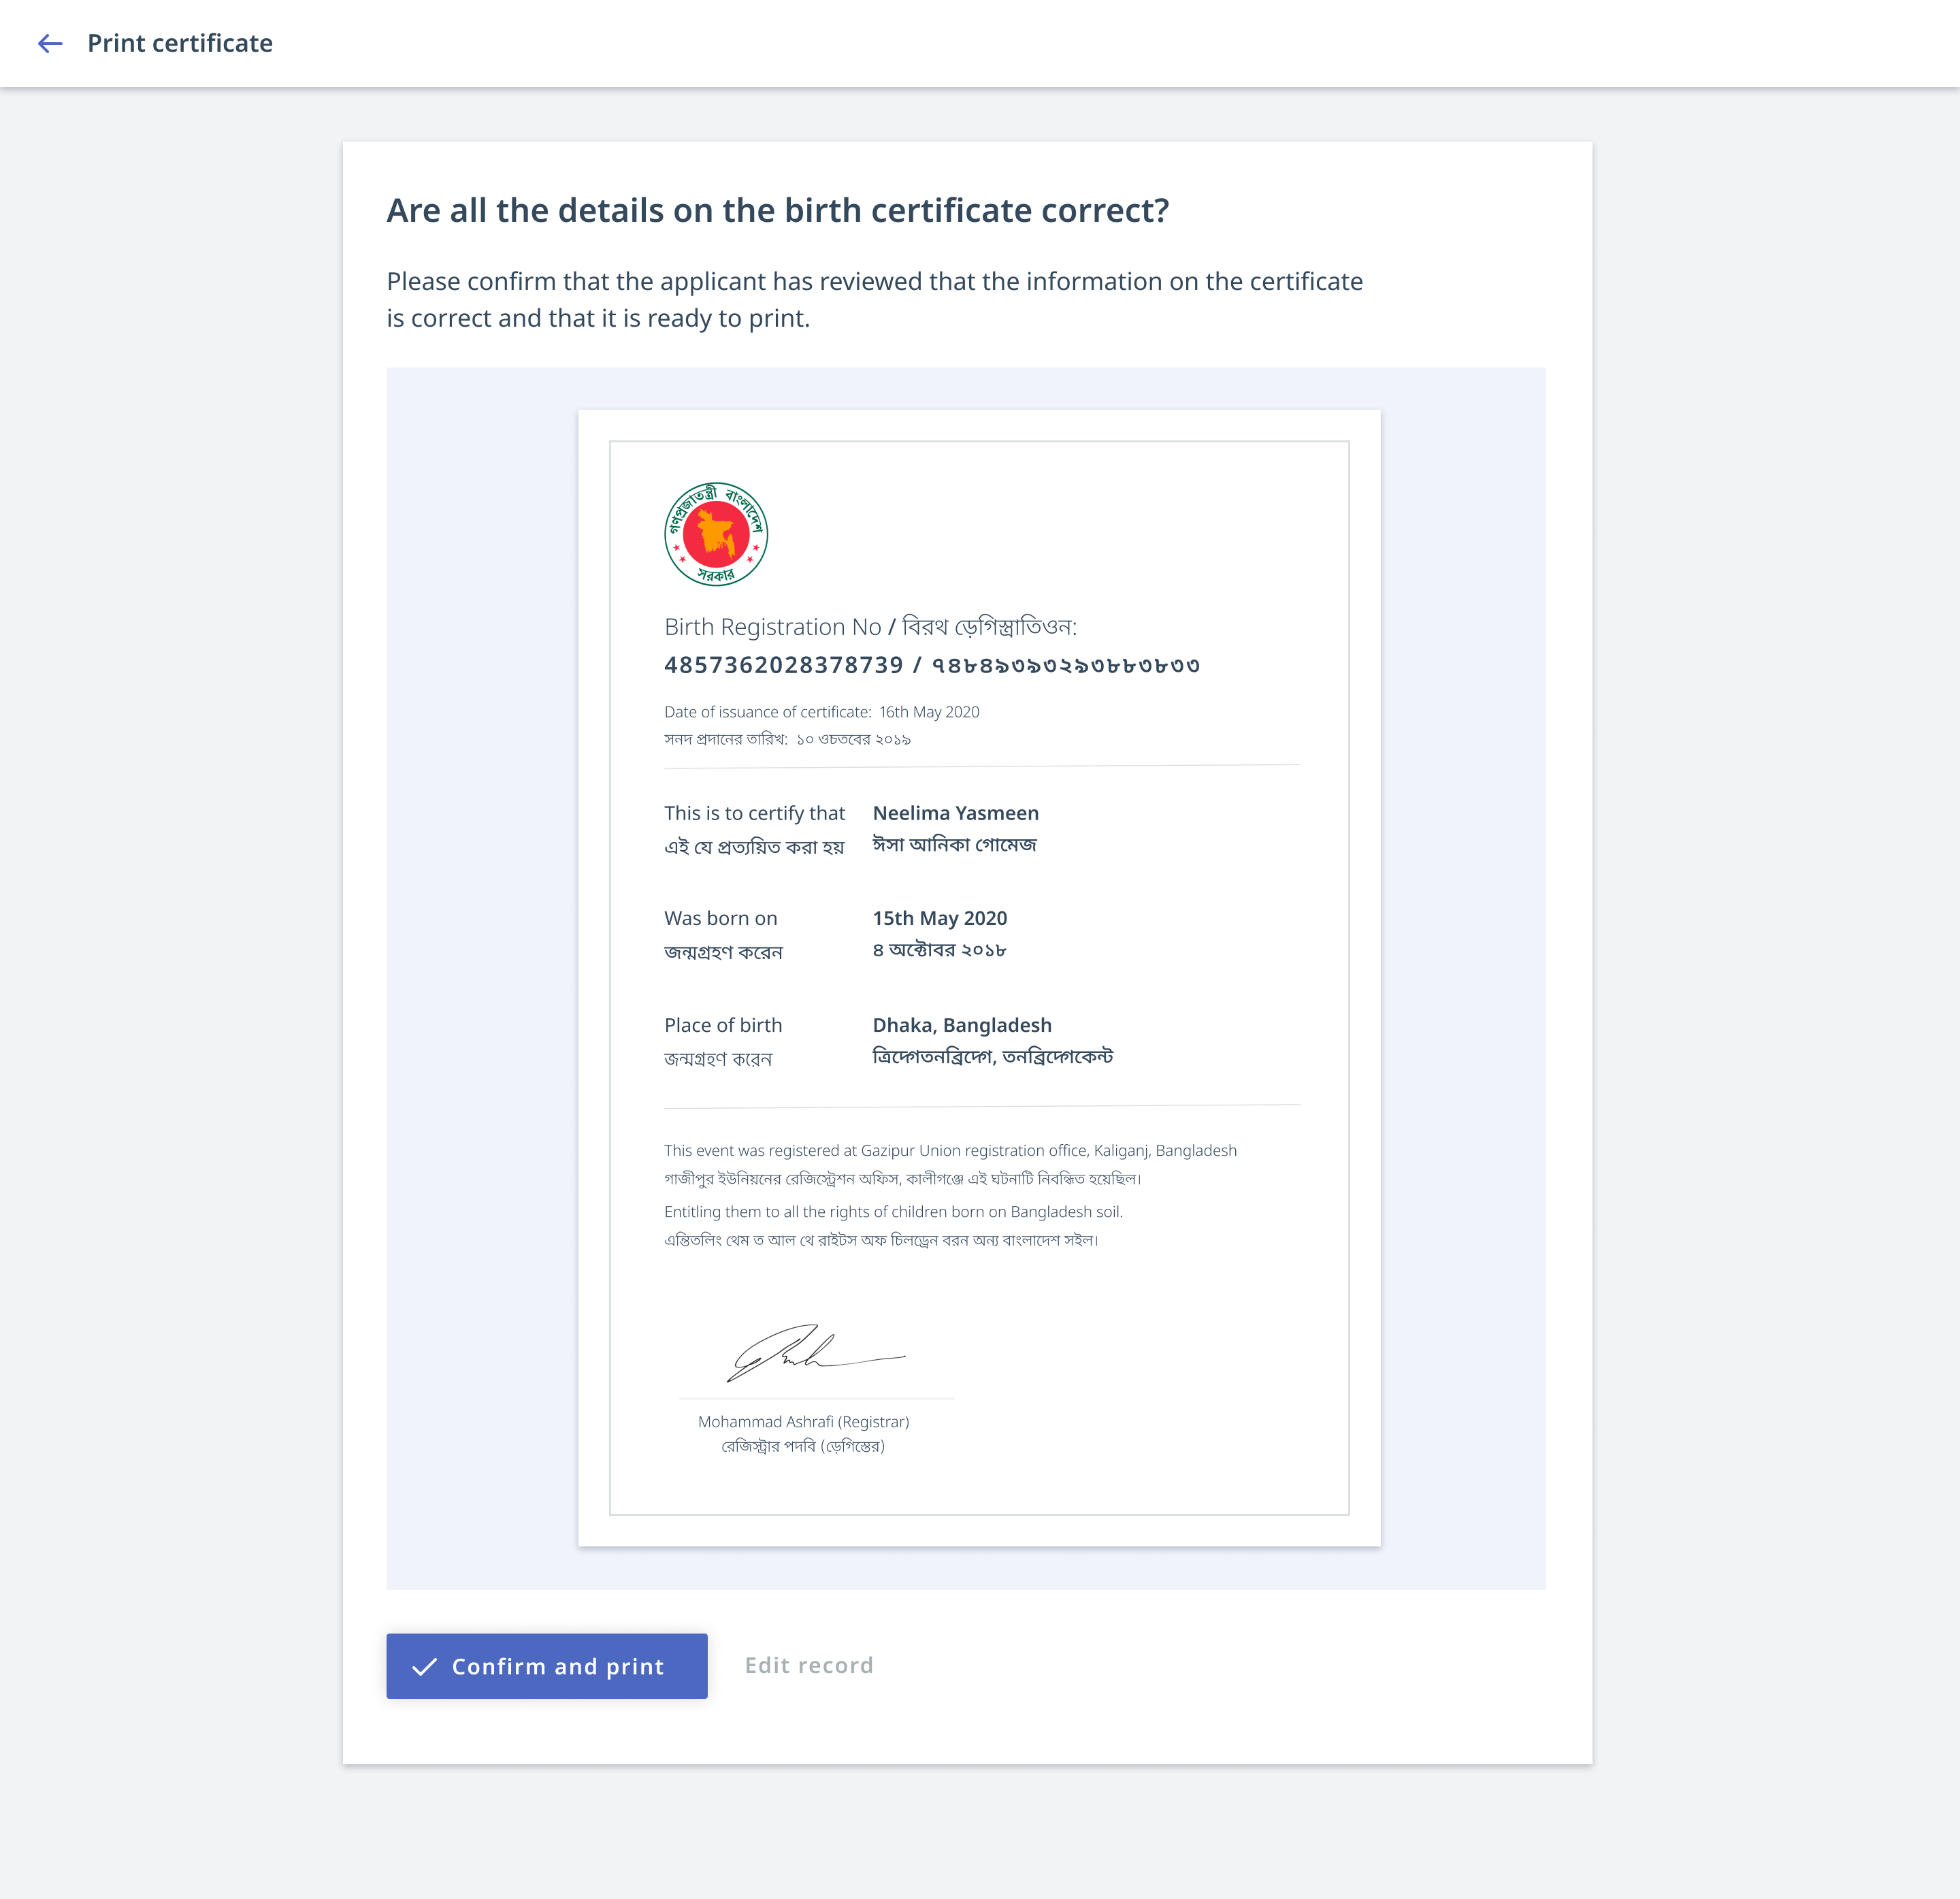 Print certificate
Are all the details on the birth certificate correct?
Please confirm that the applicant has reviewed that the information on the certificate
is correct and that it is ready to print.
গণপ্রজাতন্ত্রী বাংলাদেশ
সরকার
Birth Registration No / বিরথ ড়েগিস্ত্রাতিওন:
4857362028378739 / ৭৪৮৪৯৩৯৩২৯৩৮৮৩৮৩৩
Date of issuance of certificate: 16th May 2020
সনদ প্রদানের তারিখ: ১০ ওচতবের ২০১৯
This is to certify that Neelima Yasmeen
এই যে প্রত্যয়িত করা হয় ঈসা আনিকা গোমেজ
Was born on 15th May 2020
জন্মগ্রহণ করেন ৪ অক্টোবর ২০১৮
Place of birth Dhaka, Bangladesh
জন্মগ্রহণ করেন ত্রিদ্গেতনব্রিদ্গে, তনব্রিদ্গেকেন্ট
This event was registered at Gazipur Union registration office, Kaliganj, Bangladesh
গাজীপুর ইউনিয়নের রেজিস্ট্রেশন অফিস, কালীগঞ্জে এই ঘটনাটি নিবন্ধিত হয়েছিল।
Entitling them to all the rights of children born on Bangladesh soil.
এন্তিতলিং থেম ত আল থে রাইটস অফ চিলড্রেন বরন অন্য বাংলাদেশ সইল।
Mohammad Ashrafi (Registrar)
রেজিস্ট্রার পদবি (ড়েগিস্তের)
Confirm and print Edit record